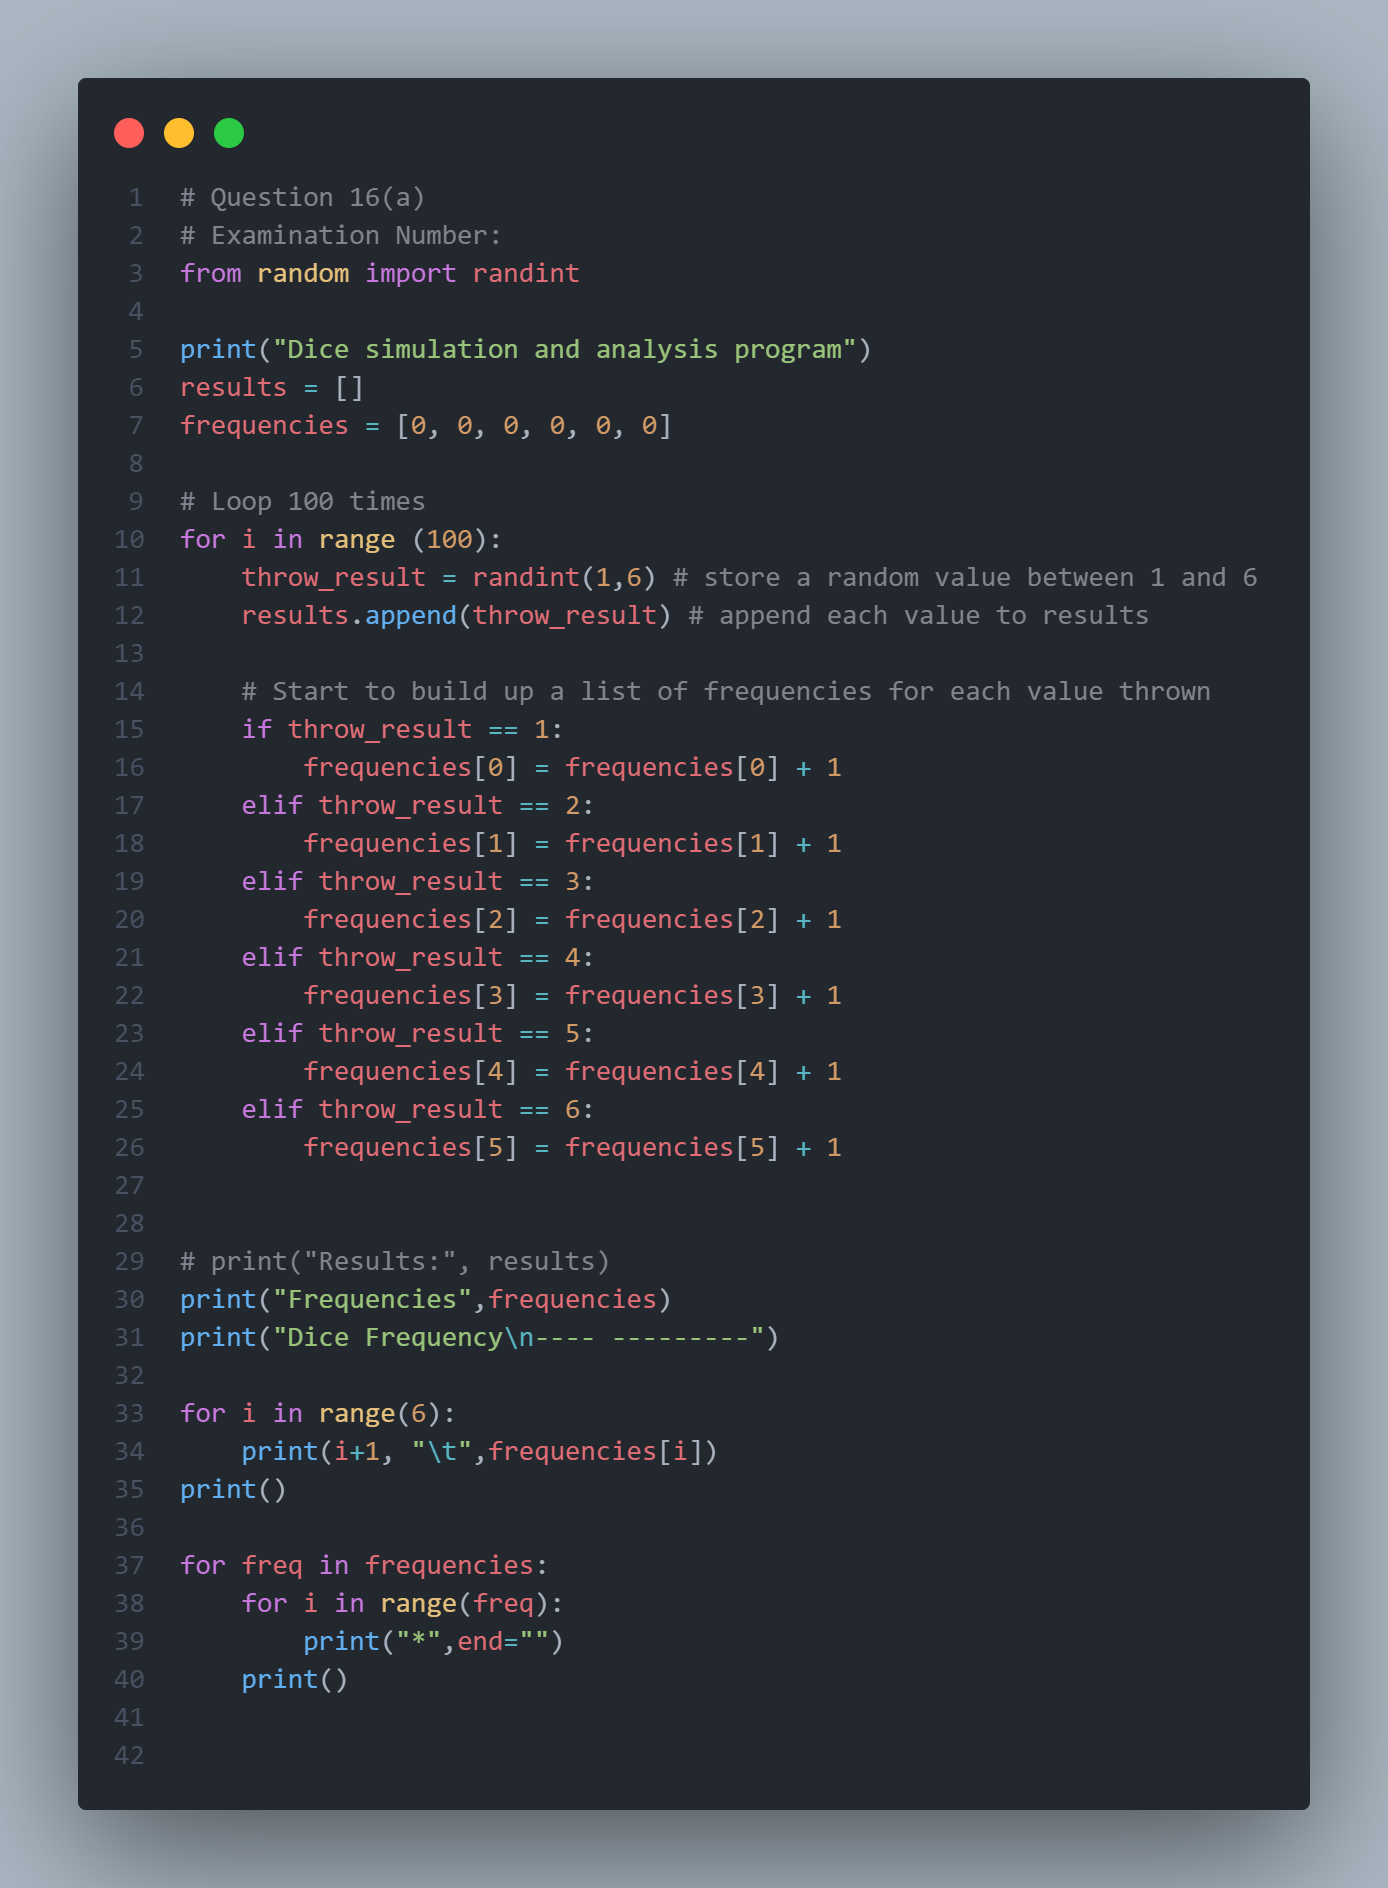 1 # Question 16(a)
2 # Examination Number:
3 from random import randint
4
5 print("Dice simulation and analysis program")
6 results = []
7 frequencies = [0, 0, 0, 0, 0, 0]
8
9 # Loop 100 times
10 for i in range (100):
11     throw_result = randint(1,6) # store a random value between 1 and 6
12     results.append(throw_result) # append each value to results
13
14     # Start to build up a list of frequencies for each value thrown
15     if throw_result == 1:
16         frequencies[0] = frequencies[0] + 1
17     elif throw_result == 2:
18         frequencies[1] = frequencies[1] + 1
19     elif throw_result == 3:
20         frequencies[2] = frequencies[2] + 1
21     elif throw_result == 4:
22         frequencies[3] = frequencies[3] + 1
23     elif throw_result == 5:
24         frequencies[4] = frequencies[4] + 1
25     elif throw_result == 6:
26         frequencies[5] = frequencies[5] + 1
27
28
29 # print("Results:", results)
30 print("Frequencies",frequencies)
31 print("Dice Frequency\n---- ---------")
32
33 for i in range(6):
34     print(i+1, "\t",frequencies[i])
35 print()
36
37 for freq in frequencies:
38     for i in range(freq):
39         print("*",end="")
40     print()
41
42